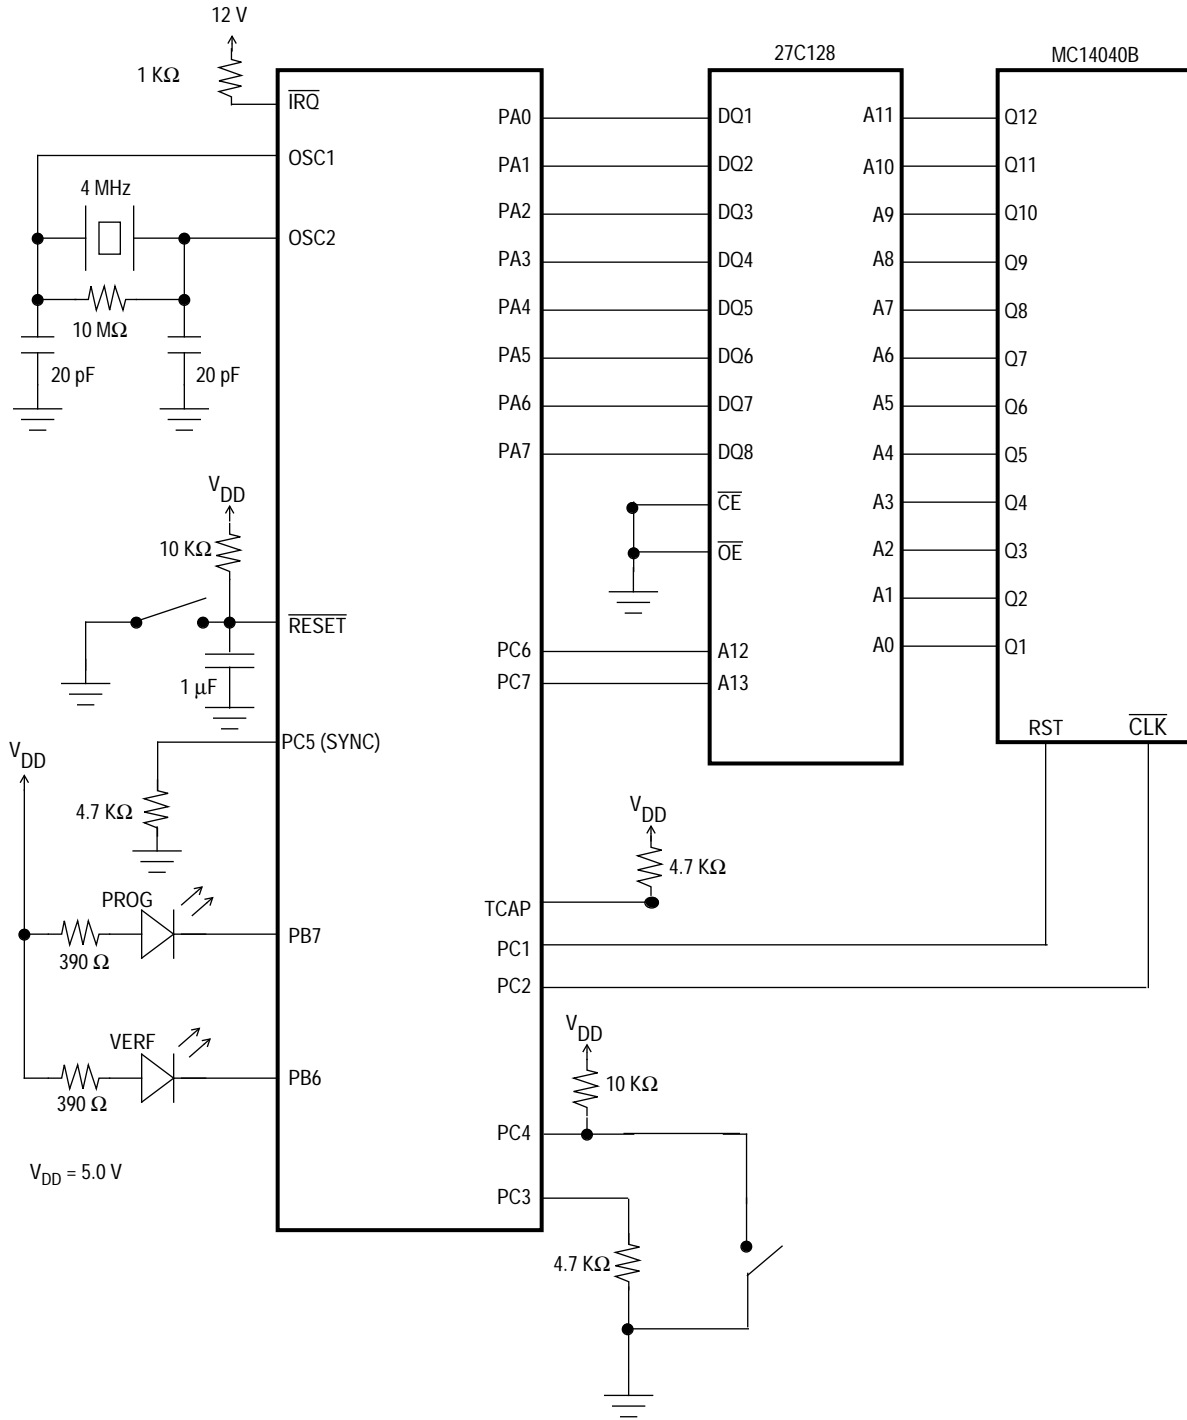 12 V
1 KΩ
IRQ
OSC1
4 MHz
OSC2
10 MΩ
20 pF
20 pF
VDD
10 KΩ
RESET
1 µF
PC5 (SYNC)
VDD
4.7 KΩ
PROG
390 Ω
PB7
VERF
390 Ω
PB6
VDD = 5.0 V
PA0
PA1
PA2
PA3
PA4
PA5
PA6
PA7
PC6
PC7
TCAP
PC1
PC2
PC4
PC3
VDD
4.7 KΩ
VDD
10 KΩ
4.7 KΩ
27C128
DQ1
DQ2
DQ3
DQ4
DQ5
DQ6
DQ7
DQ8
CE
OE
A12
A13
A11
A10
A9
A8
A7
A6
A5
A4
A3
A2
A1
A0
MC14040B
Q12
Q11
Q10
Q9
Q8
Q7
Q6
Q5
Q4
Q3
Q2
Q1
RST
CLK